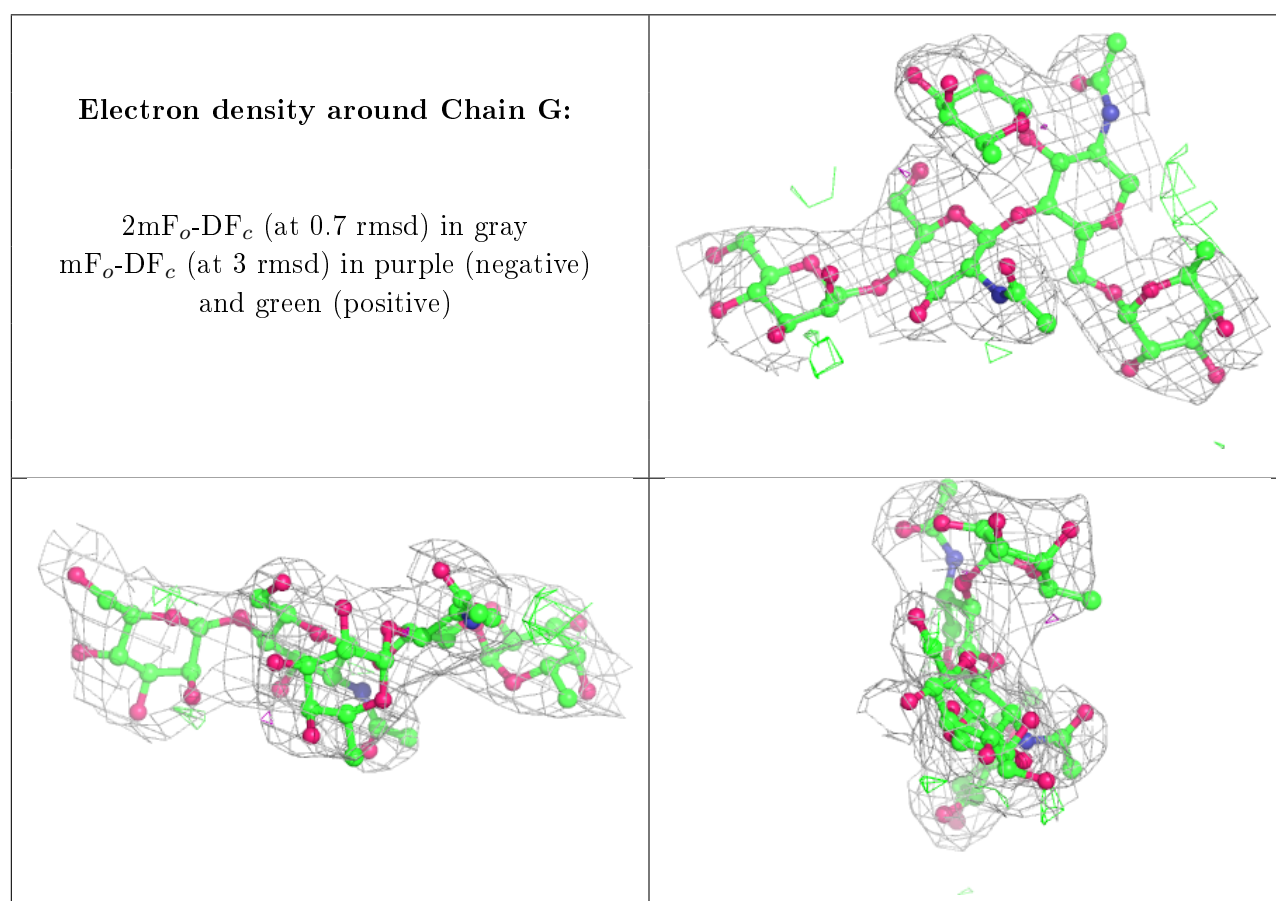 Electron density around Chain G:
2mFo-DFc (at 0.7 rmsd) in gray
mFo-DFc (at 3 rmsd) in purple (negative)
and green (positive)